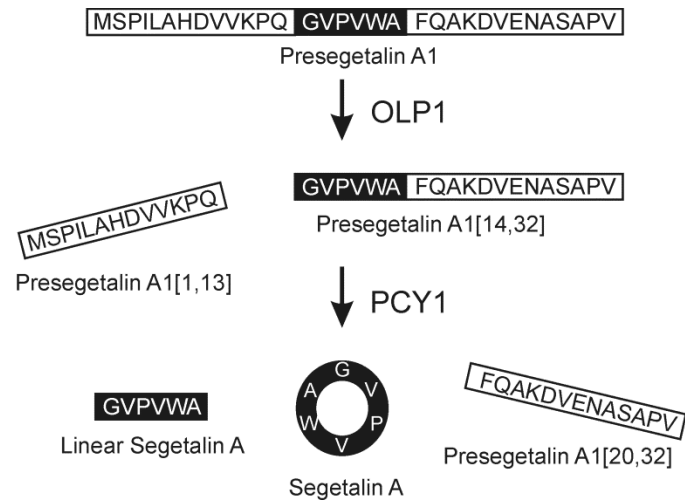 MSPILAHDVVKPQ GVPVWA FQAKDVENASAPV
Presegetalin A1
OLP1
GVPVWA FQAKDVENASAPV
Presegetalin A1[14,32]
MSPILAHDVVKPQ
Presegetalin A1[1,13]
PCY1
GVPVWA
Linear Segetalin A
G V P V W A
Segetalin A
FQAKDVENASAPV
Presegetalin A1[20,32]